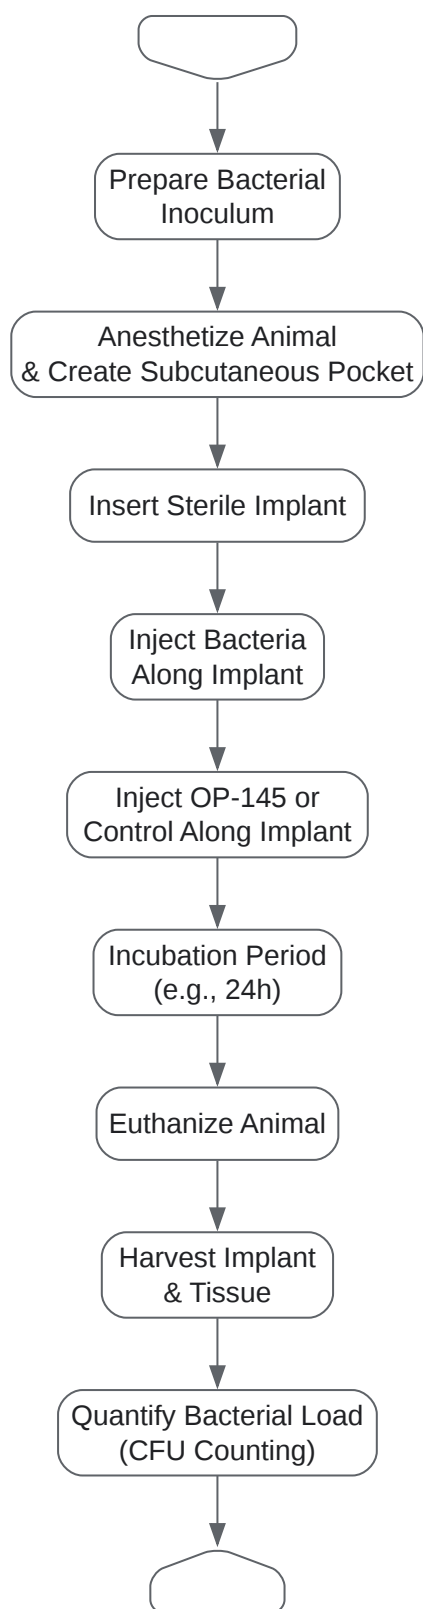 Prepare Bacterial
Inoculum
Anesthetize Animal
& Create Subcutaneous Pocket
Insert Sterile Implant
Inject Bacteria
Along Implant
Inject OP-145 or
Control Along Implant
Incubation Period
(e.g., 24h)
Euthanize Animal
Harvest Implant
& Tissue
Quantify Bacterial Load
(CFU Counting)